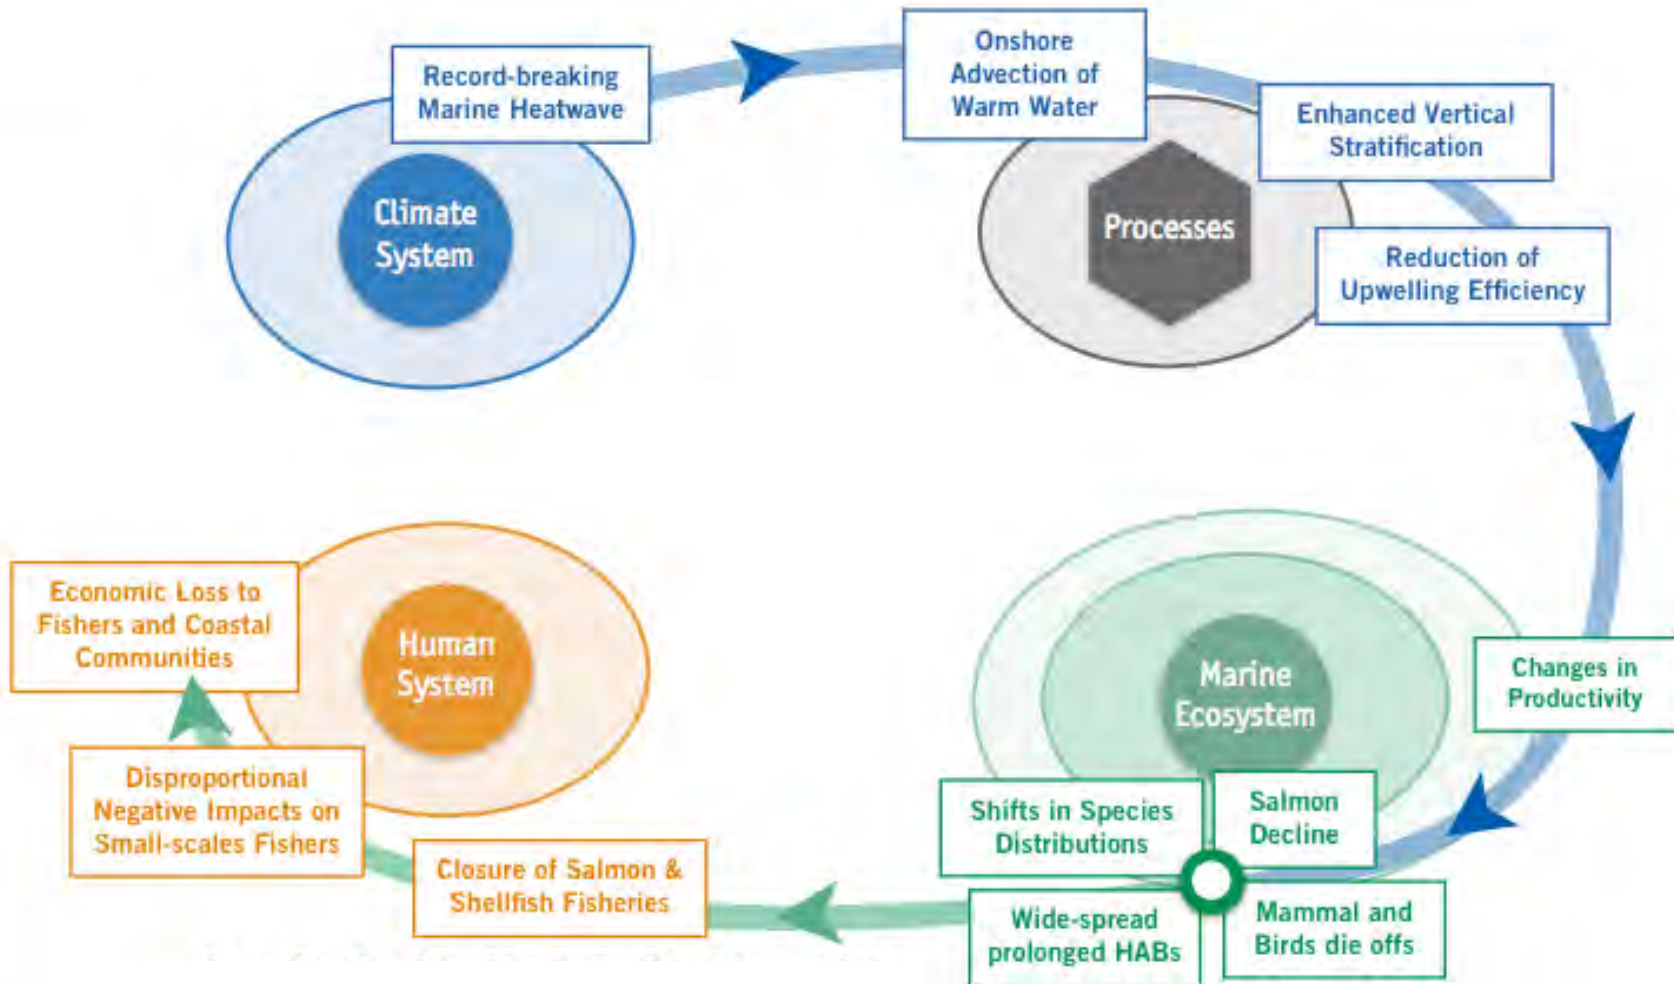 Record-breaking
Marine Heatwave
Onshore
Advection of
Warm Water
Enhanced Vertical
Stratification
Climate
System
Processes
Reduction of
Upwelling Efficiency
Economic Loss to
Fishers and Coastal
Communities
Human
System
Marine
Ecosystem
Changes in
Productivity
Disproportional
Negative Impacts on
Small-scales Fishers
Shifts in Species
Distributions
Salmon
Decline
Closure of Salmon &
Shellfish Fisheries
Wide-spread
prolonged HABs
Mammal and
Birds die offs